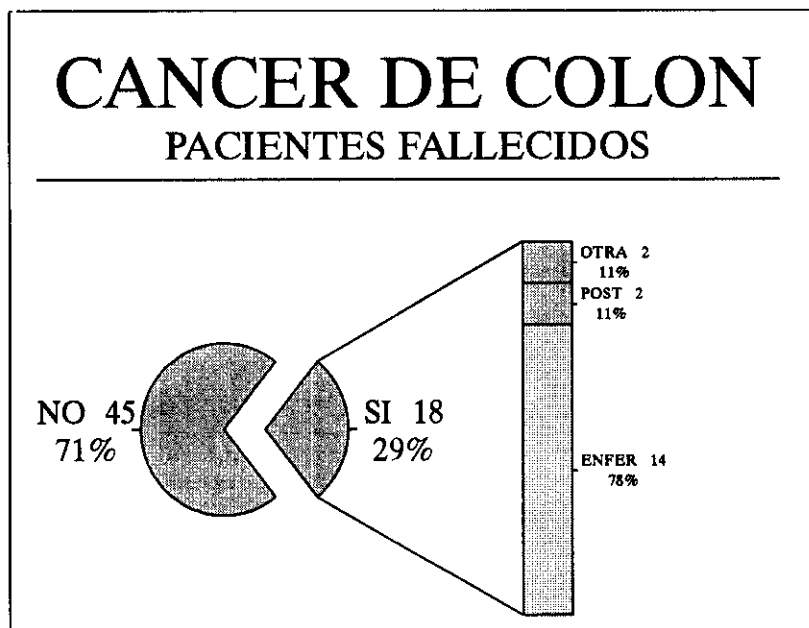 CANCER DE COLON
PACIENTES FALLECIDOS
OTRA 2
11%
POST 2
11%
NO 45
71%
SI 18
29%
ENFER 14
78%